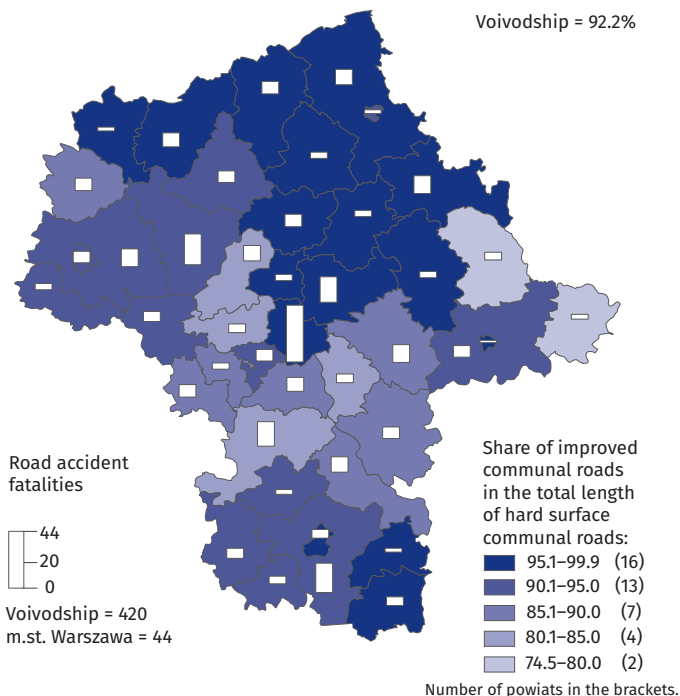 Voivodship = 92.2%
Road accident
fatalities
44
20
0
Voivodship = 420
m.st. Warszawa = 44
Share of improved
communal roads
in the total length
of hard surface
communal roads:
95.1–99.9 (16)
90.1–95.0 (13)
85.1–90.0 (7)
80.1–85.0 (4)
74.5–80.0 (2)
Number of powiats in the brackets.